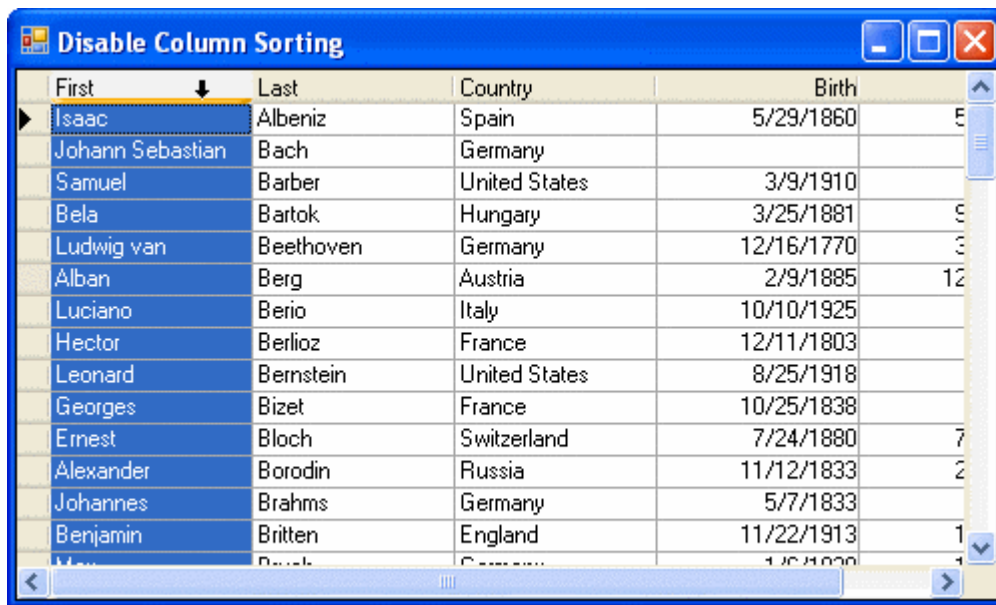 Disable Column Sorting
First Last Country Birth
Isaac Albeniz Spain 5/29/1860
Johann Sebastian Bach Germany
Samuel Barber United States 3/9/1910
Bela Bartok Hungary 3/25/1881
Ludwig van Beethoven Germany 12/16/1770
Alban Berg Austria 2/9/1885 12
Luciano Berio Italy 10/10/1925
Hector Berlioz France 12/11/1803
Leonard Bernstein United States 8/25/1918
Georges Bizet France 10/25/1838
Ernest Bloch Switzerland 7/24/1880 7
Alexander Borodin Russia 11/12/1833 2
Johannes Brahms Germany 5/7/1833
Benjamin Britten England 11/22/1913 1